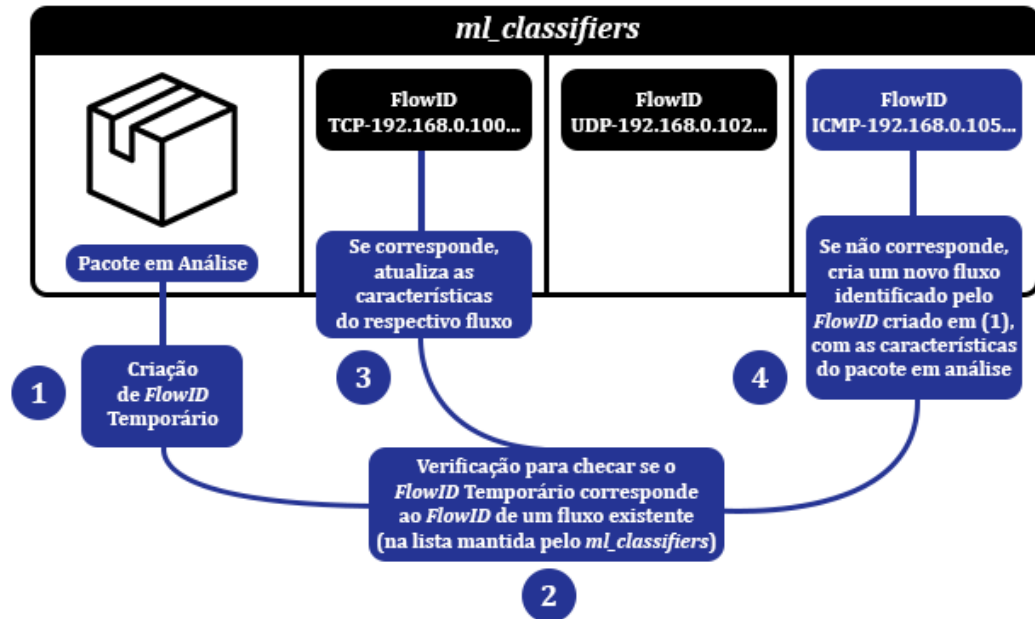 ml_classifiers
FlowID
TCP-192.168.0.100...
FlowID
UDP-192.168.0.102...
FlowID
ICMP-192.168.0.105...
Pacote em Análise
1
Criação
de FlowID
Temporário
Verificação para checar se o
FlowID Temporário corresponde
ao FlowID de um fluxo existente
(na lista mantida pelo ml_classifiers)
2
Se corresponde,
atualiza as
características
do respectivo fluxo
3
Se não corresponde,
cria um novo fluxo
identificado pelo
FlowID criado em (1),
com as características
do pacote em análise
4